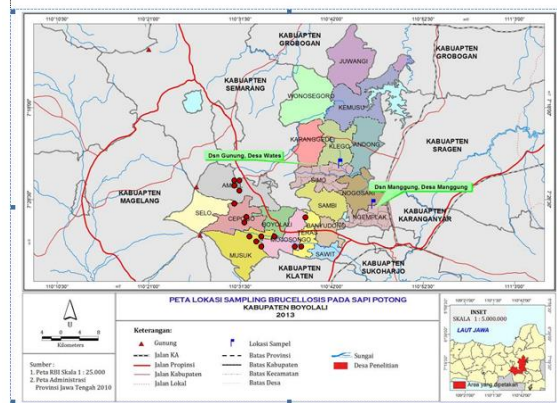 KABUPATEN
GROBOGAN
KABUPATEN
GROBOGAN
JUWANGI
KABUPATEN
SEMARANG
WONOSEGORO
KEMUSU
KARANGGEDE
KLEGO
ANDONG
KABUPATEN
SRAGEN
Dsn Gunung, Desa Wates
SIMO
Dsn Manggung, Desa Manggung
KABUPATEN
MAGELANG
NOGOSARI
SELO
SAMBI
NGEMPLAK
KABUPATEN
KARANGANYAR
BOYOLALI
BANYUDONO
MUSUK
SAWIT
KABUPATEN
KLATEN
KABUPATEN
SUKOHARJO
PETA LOKASI SAMPLING BRUCELLOSIS PADA SAPI POTONG
KABUPATEN BOYOLALI
2013
Kilometers
Sumber :
1. Peta RBI Skala 1 : 25.000
2. Peta Administrasi
Provinsi Jawa Tengah 2010
Keterangan:
Gunung
Jalan KA
Jalan Propinsi
Jalan Kabupaten
Jalan Lokal
Lokasi Sampel
Batas Provinsi
Batas Kabupaten
Batas Kecamatan
Batas Desa
Sungai
Desa Penelitian
INSET
SKALA 1 : 5.000.000
LAUT JAWA
Area yang dipetakan